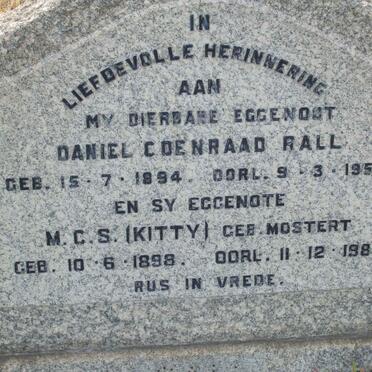 IN
LIEFDEVOLLE HERINNERING
AAN
MY DIERBARE EGGENOOT
DANIEL COENRAAD RALL
GEB. 15-7-1894. OORL. 9-3-195
EN SY EGGENOTE
M.C.S. (KITTY) GEB. MOSTERT
GEB. 10-6-1898. OORL. 11-12-198
RUS IN VREDE.